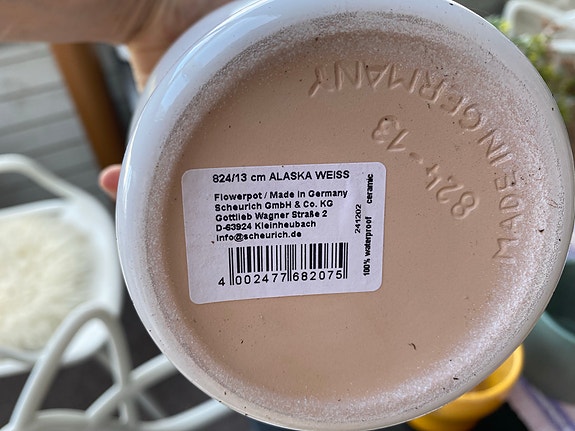 824/13 cm ALASKA WEISS
Flowerpot / Made in Germany
Scheurich GmbH & Co. KG
Gottlieb Wagner Straße 2
D-63924 Kleinheubach
info@scheurich.de
4 002477 682075
241202
100% waterproof ceramic
MADE IN GERMANY
824-13